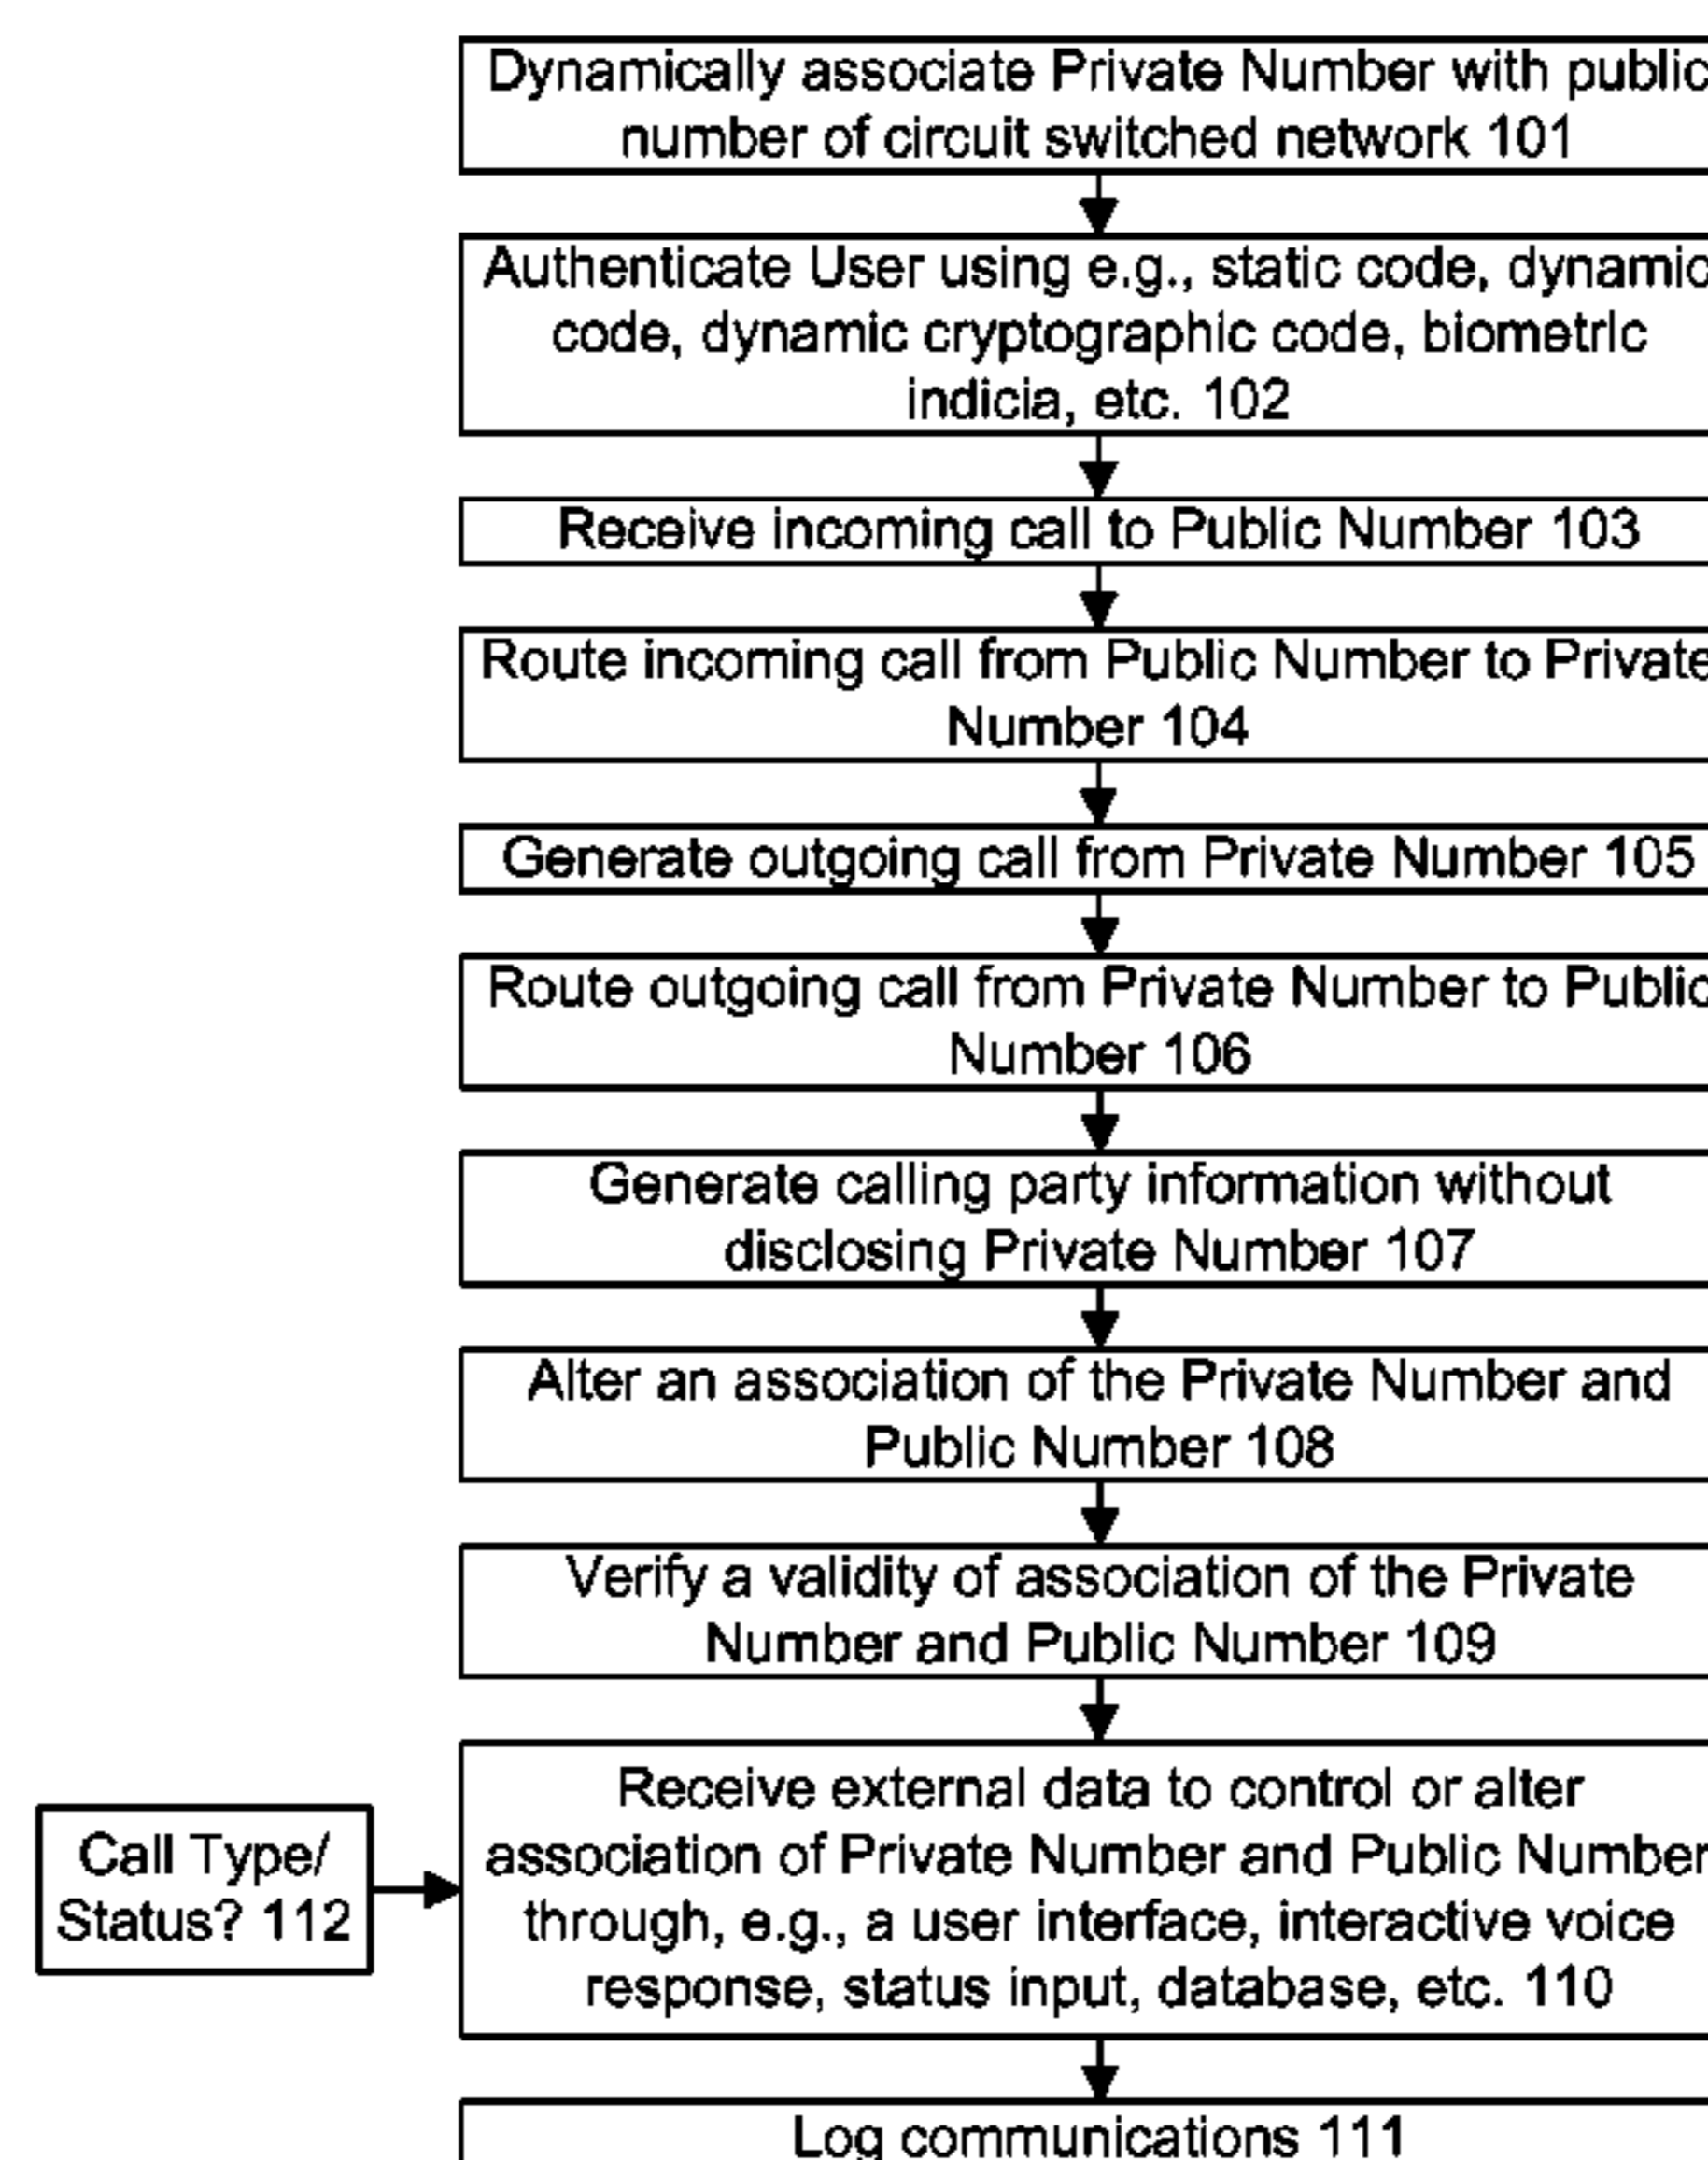 Dynamically associate Private Number with public
number of circuit switched network 101
Authenticate User using e.g., static code, dynamic
code, dynamic cryptographic code, biometric
indicia, etc. 102
Receive incoming call to Public Number 103
Route incoming call from Public Number to Private
Number 104
Generate outgoing call from Private Number 105
Route outgoing call from Private Number to Public
Number 106
Generate calling party information without
disclosing Private Number 107
Alter an association of the Private Number and
Public Number 108
Verify a validity of association of the Private
Number and Public Number 109
Call Type/
Status? 112
Receive external data to control or alter
association of Private Number and Public Number
through, e.g., a user interface, interactive voice
response, status input, database, etc. 110
Log communications 111